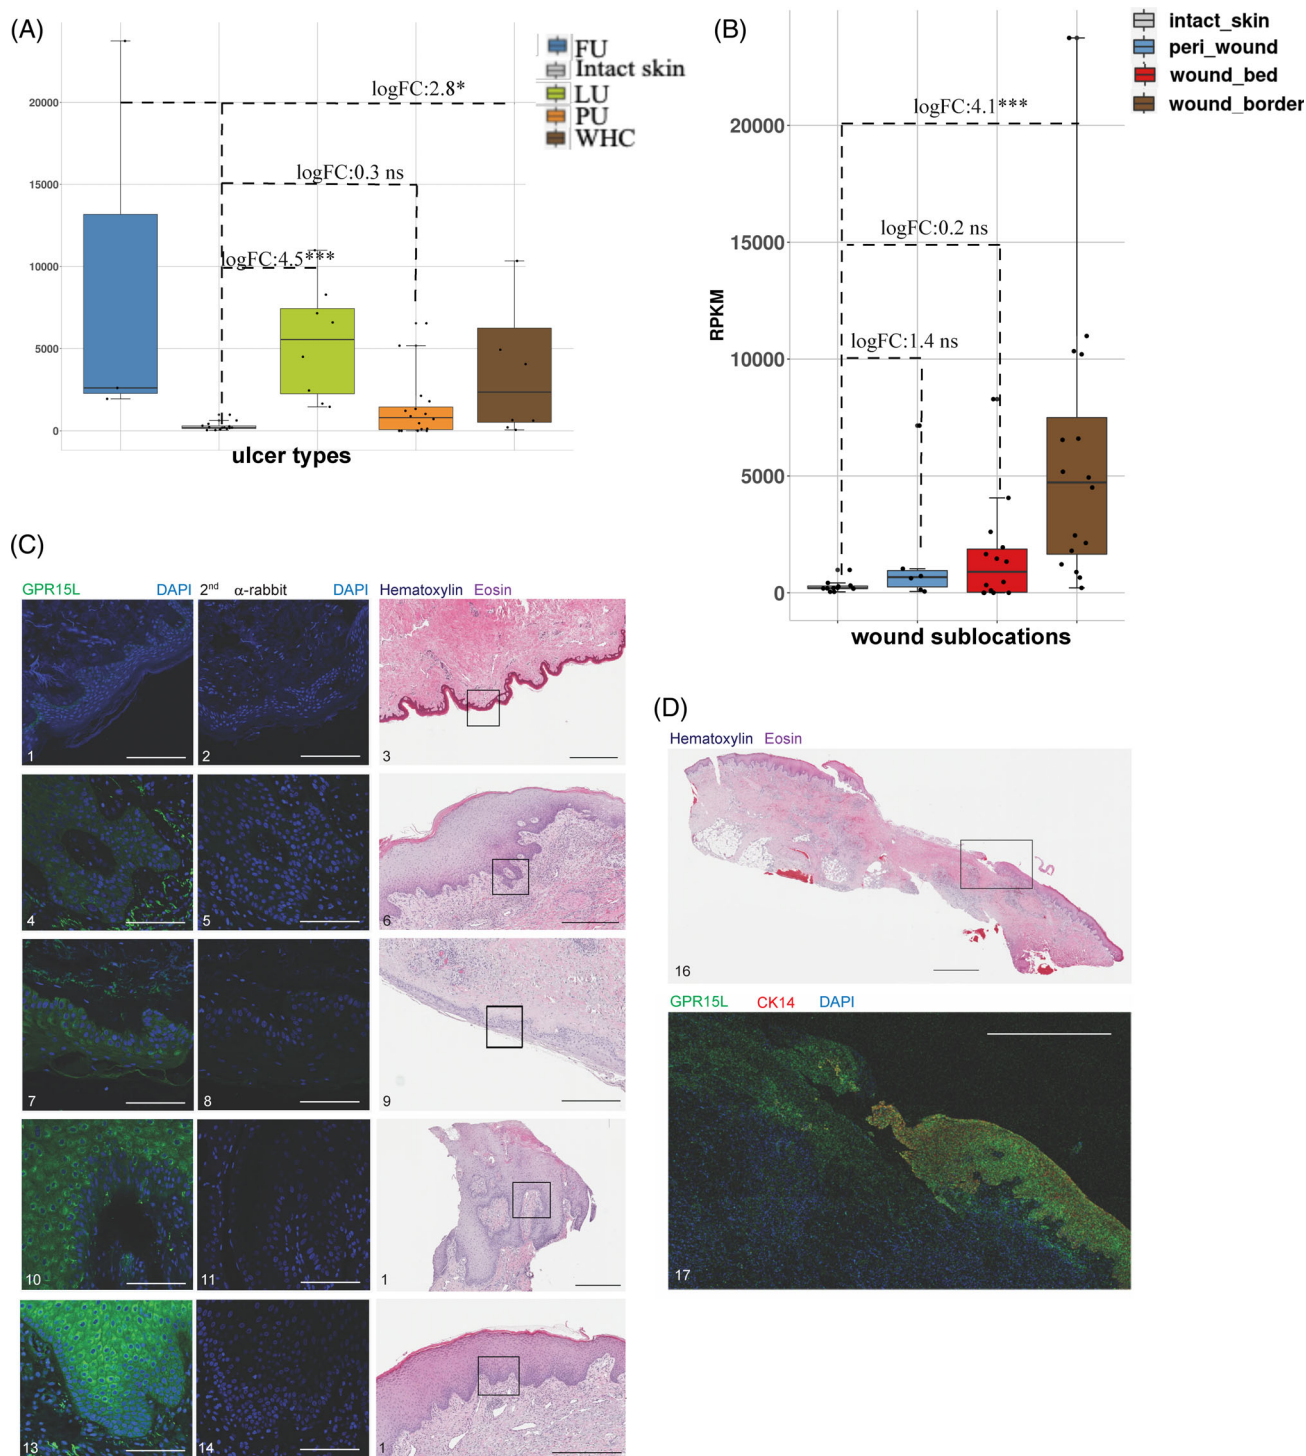 (A)
FU
Intact skin
LU
PU
WHC
logFC:2.8*
logFC:0.3 ns
logFC:4.5***
20000
15000
10000
5000
0
ulcer types
(B)
intact_skin
peri_wound
wound_bed
wound_border
logFC:4.1***
logFC:0.2 ns
logFC:1.4 ns
RPKM
20000
15000
10000
5000
0
wound sublocations
(C)
GPR15L DAPI 2nd α-rabbit DAPI Hematoxylin Eosin
1 2 3
4 5 6
7 8 9
10 11 1
13 14 1
(D)
Hematoxylin Eosin
16
GPR15L CK14 DAPI
17